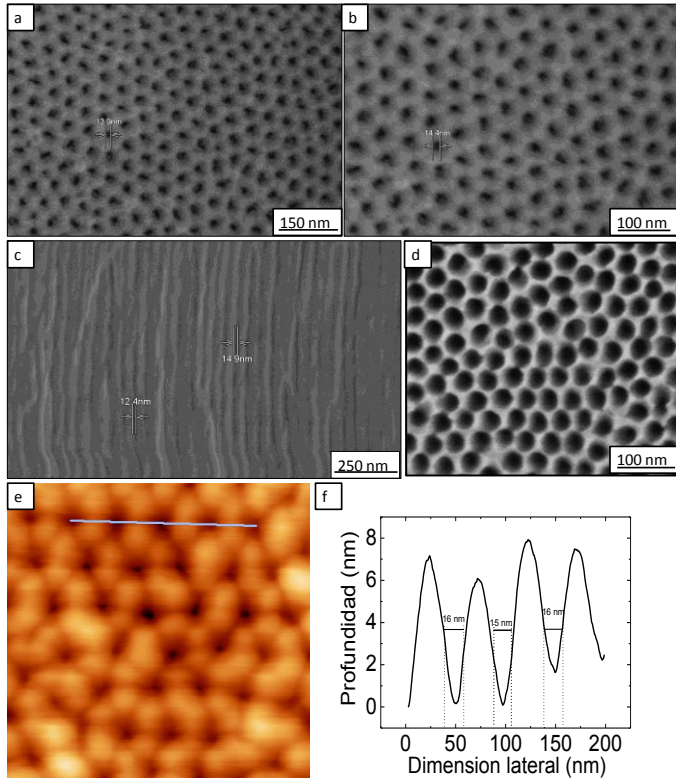 a
13.9nm
150 nm
b
14.4nm
100 nm
c
14.9nm
12.4nm
250 nm
d
100 nm
e
f
Profundidad (nm)
8
6
4
2
0
16 nm
15 nm
16 nm
0 50 100 150 200
Dimension lateral (nm)